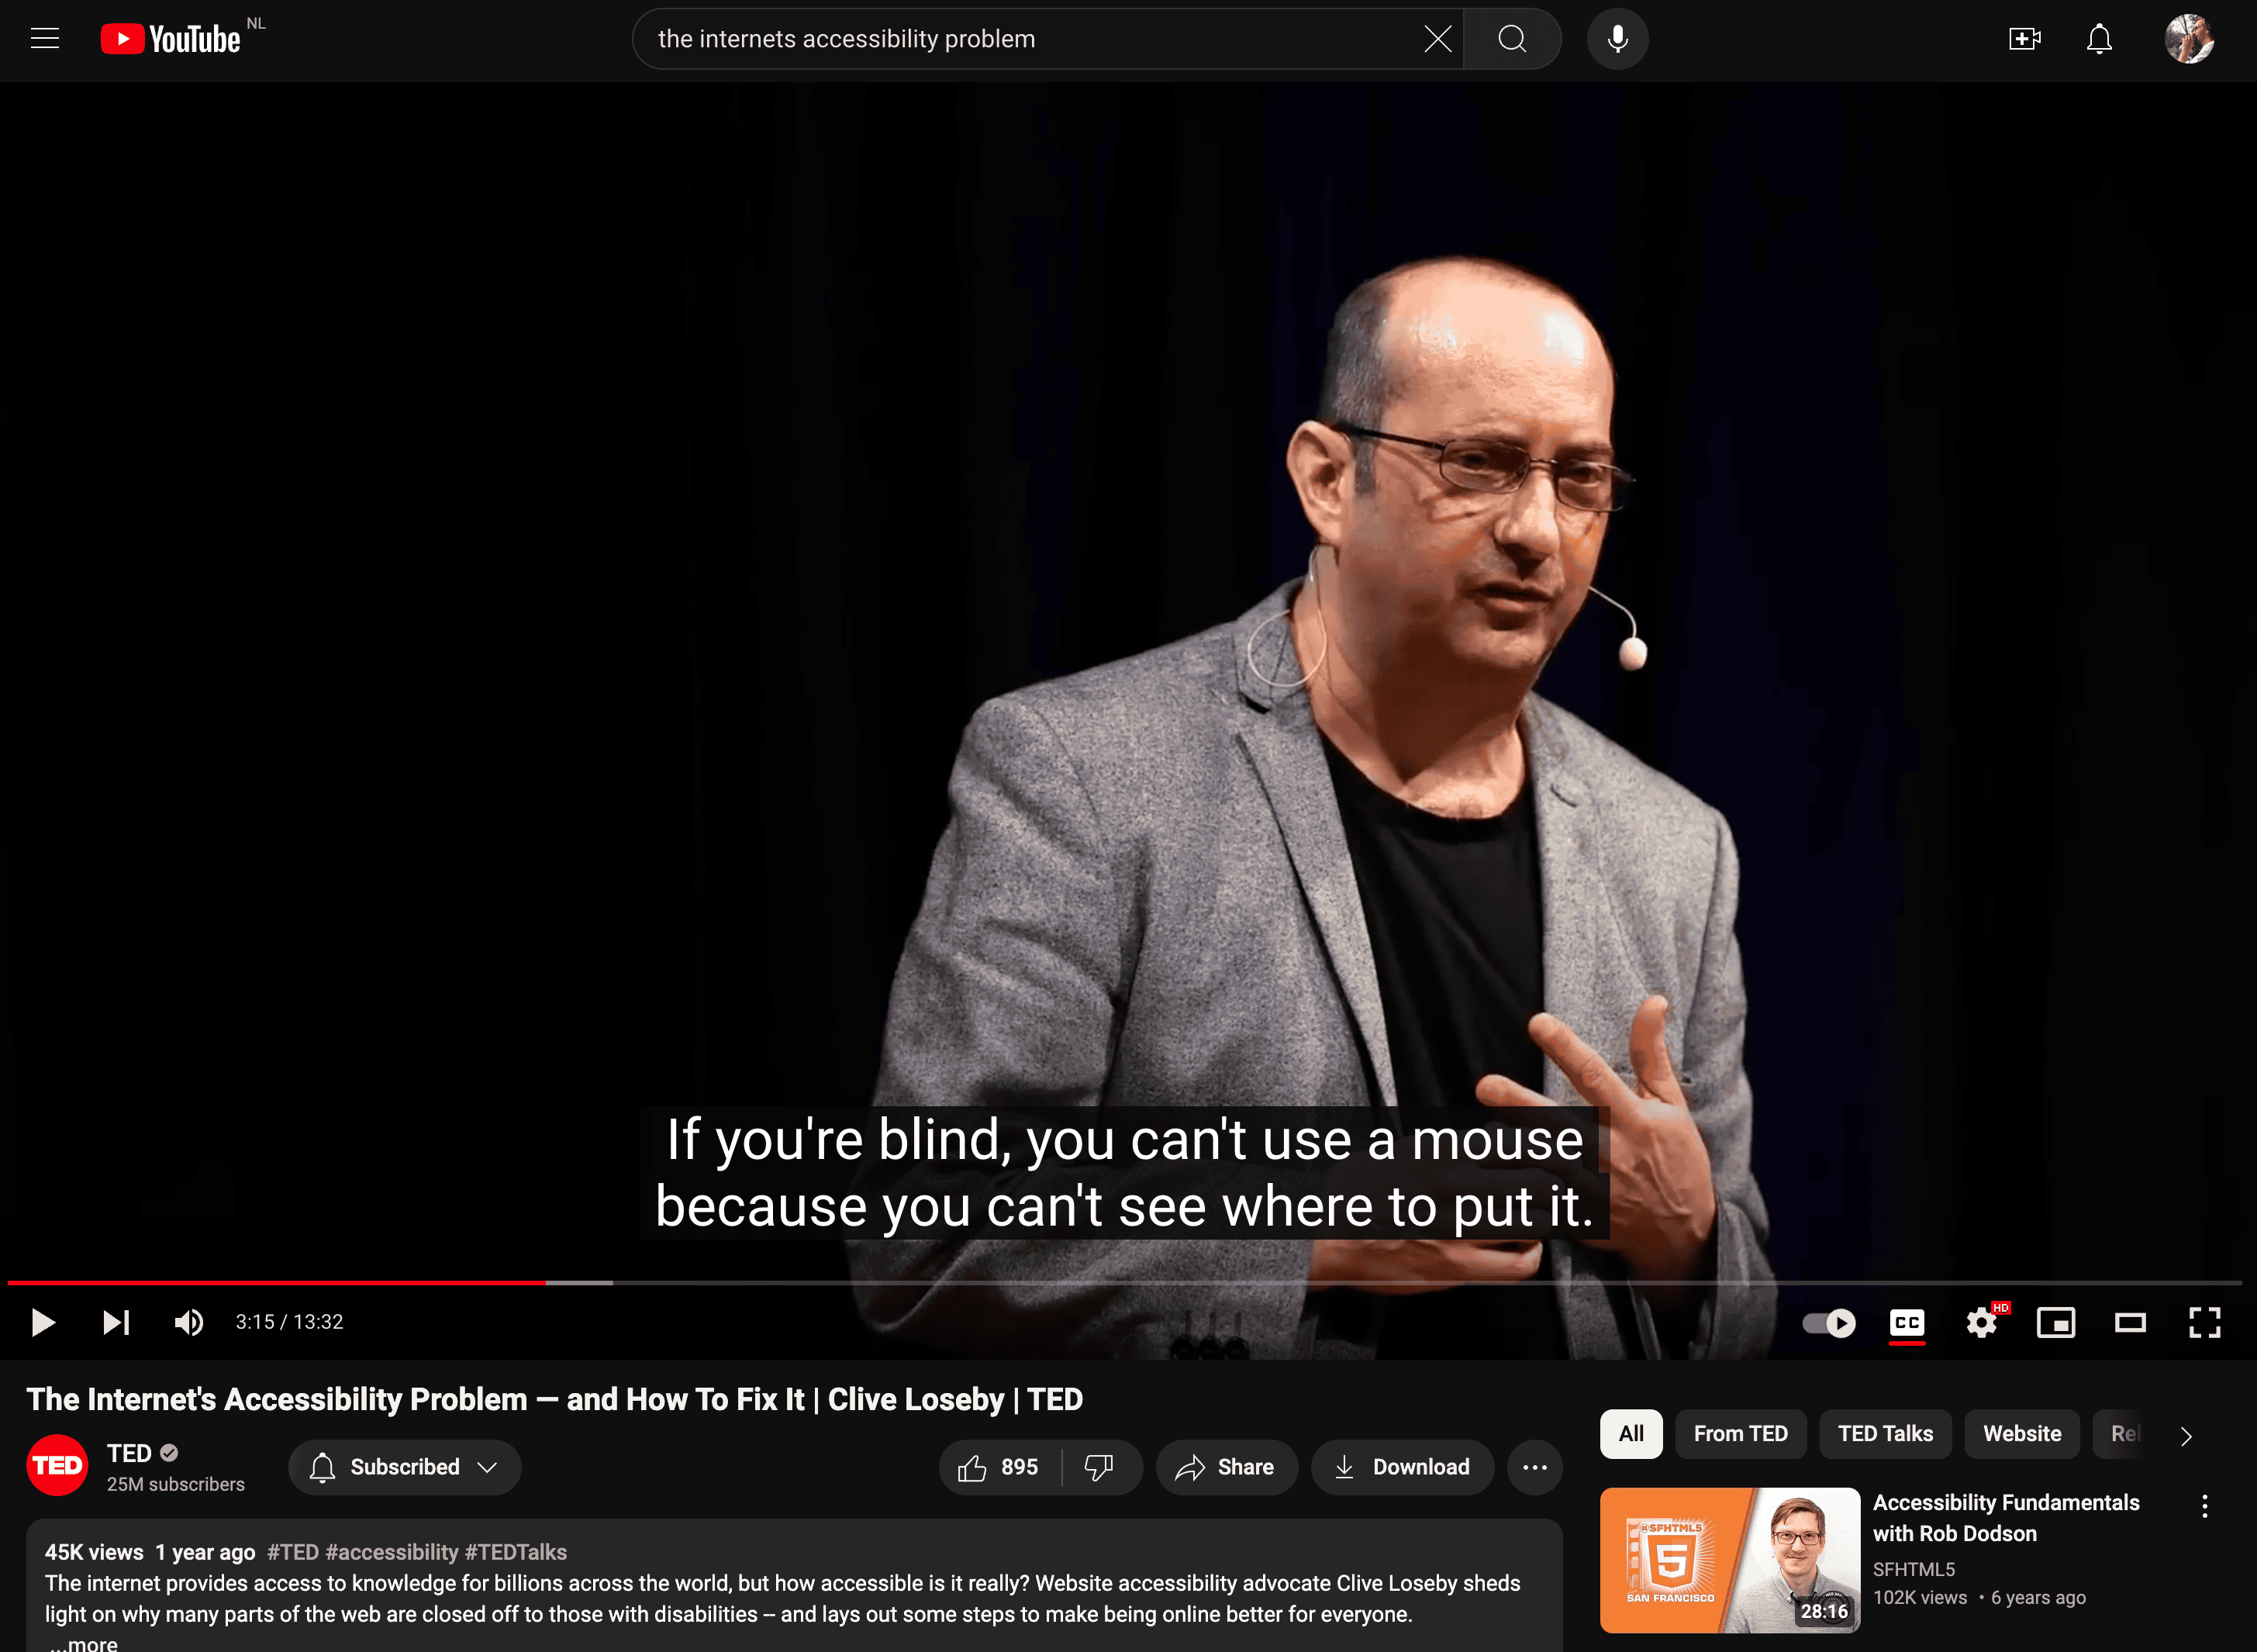 YouTube NL
the internets accessibility problem
If you're blind, you can't use a mouse
because you can't see where to put it.
3:15 / 13:32
CC
HD
The Internet's Accessibility Problem — and How To Fix It | Clive Loseby | TED
TED
TED
25M subscribers
Subscribed
895
Share
Download
45K views 1 year ago #TED #accessibility #TEDTalks
The internet provides access to knowledge for billions across the world, but how accessible is it really? Website accessibility advocate Clive Loseby sheds
light on why many parts of the web are closed off to those with disabilities -- and lays out some steps to make being online better for everyone.
...more
All
From TED
TED Talks
Website
@SFHTML5
5
SAN FRANCISCO
28:16
Accessibility Fundamentals
with Rob Dodson
SFHTML5
102K views • 6 years ago